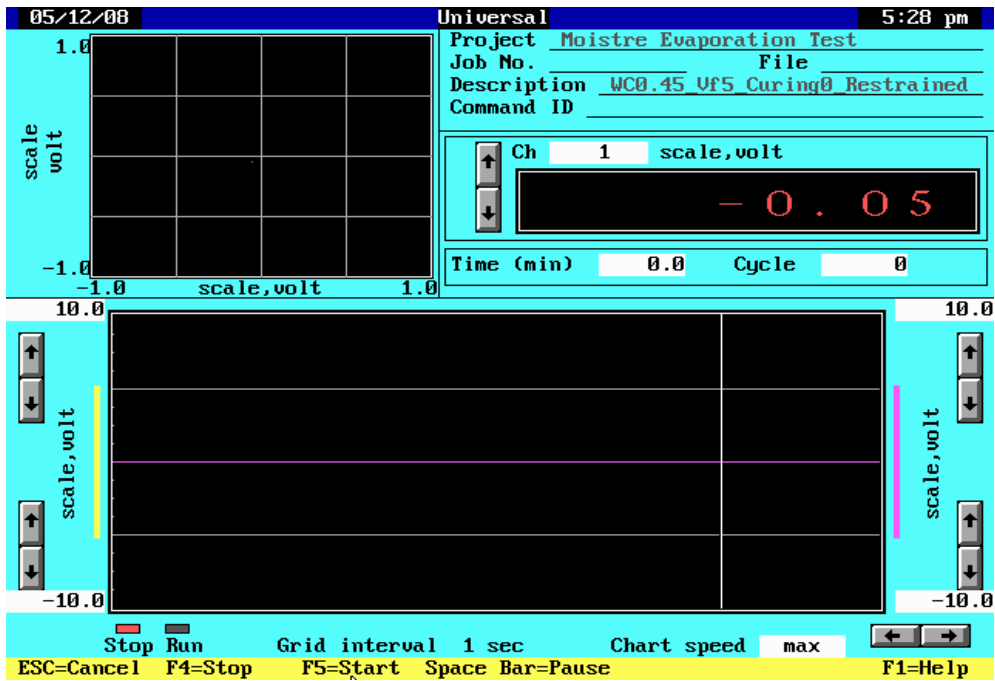 05/12/08 Universal 5:28 pm
Project Moistre Evaporation Test
Job No. File
Description WC0.45_Vf5_Curing0_Restrained
Command ID
1.0
scale
volt
-1.0
-1.0 scale,volt 1.0
Ch 1 scale,volt
-0.05
Time (min) 0.0 Cycle 0
10.0 10.0
scale,volt scale,volt
-10.0 -10.0
Stop Run Grid interval 1 sec Chart speed max
ESC=Cancel F4=Stop F5=Start Space Bar=Pause F1=Help